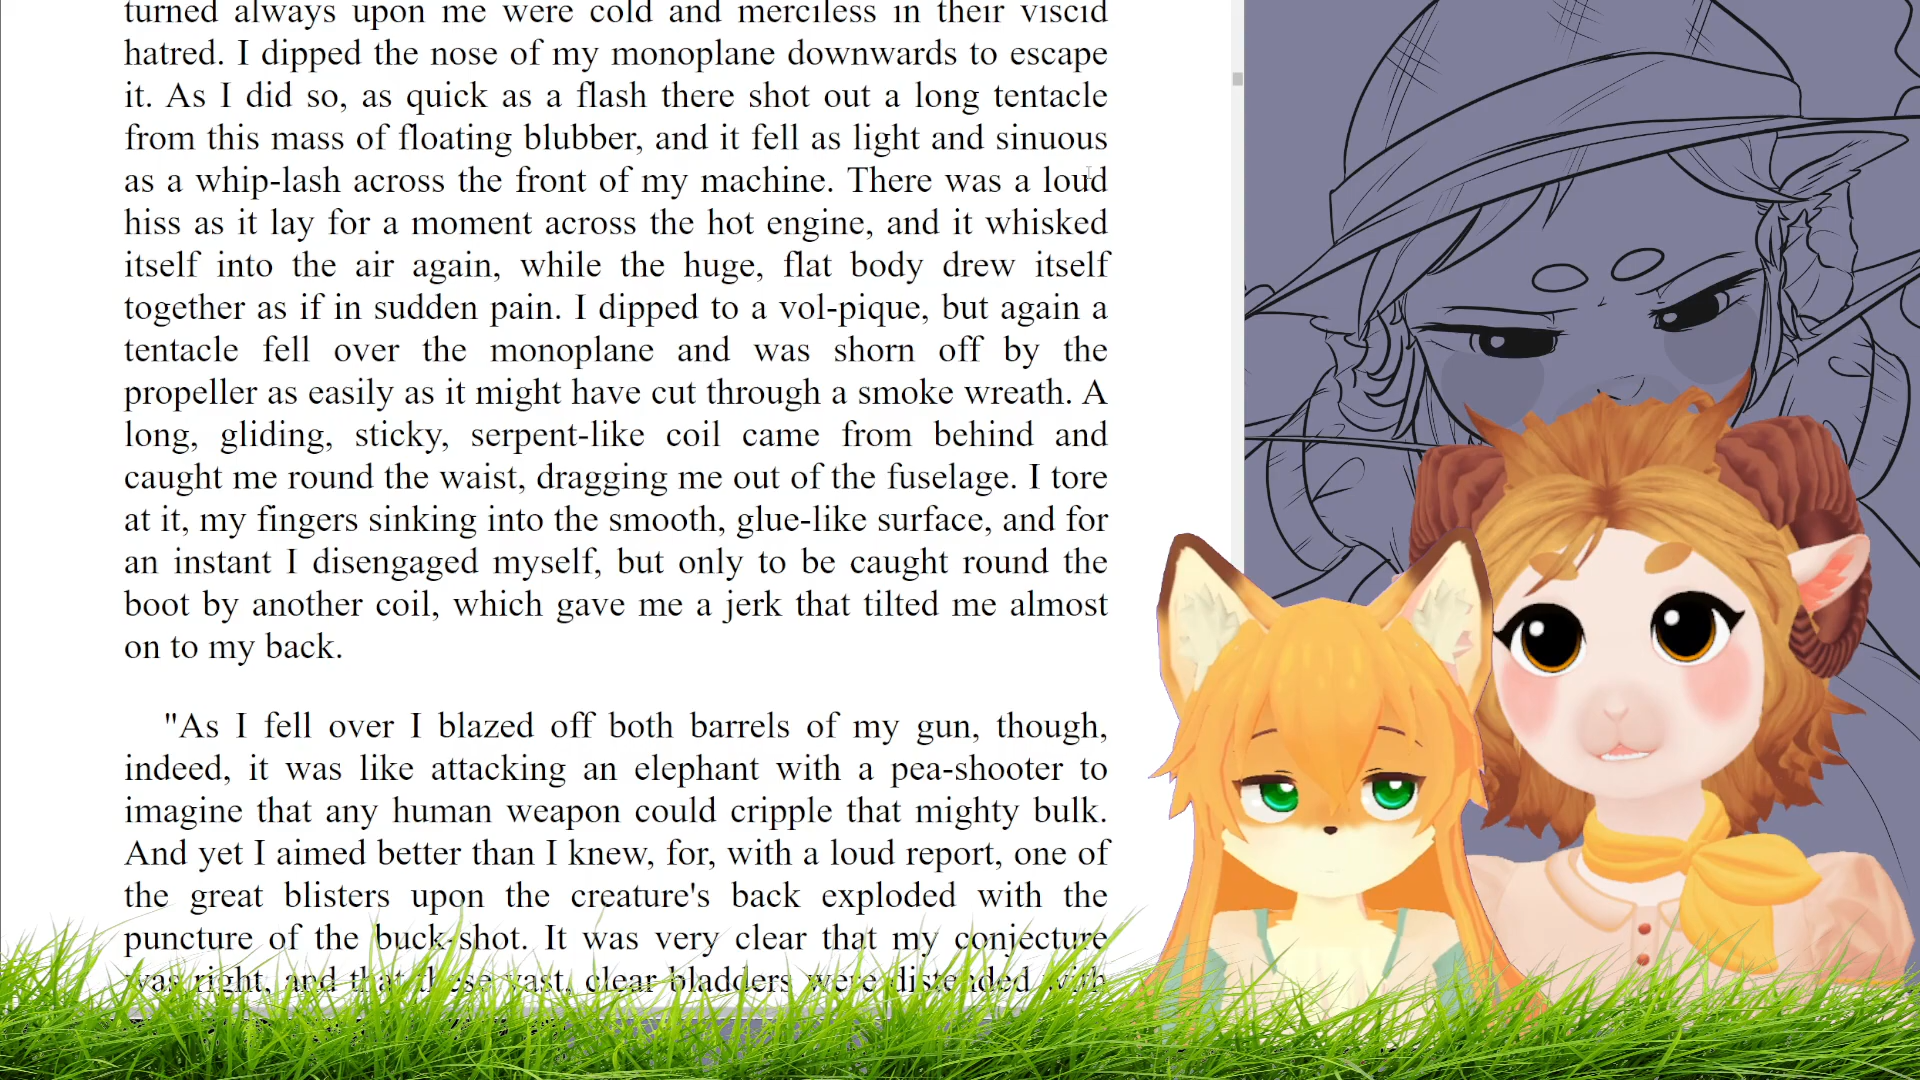 turned always upon me were cold and merciless in their viscid
hatred. I dipped the nose of my monoplane downwards to escape
it. As I did so, as quick as a flash there shot out a long tentacle
from this mass of floating blubber, and it fell as light and sinuous
as a whip-lash across the front of my machine. There was a loud
hiss as it lay for a moment across the hot engine, and it whisked
itself into the air again, while the huge, flat body drew itself
together as if in sudden pain. I dipped to a vol-pique, but again a
tentacle fell over the monoplane and was shorn off by the
propeller as easily as it might have cut through a smoke wreath. A
long, gliding, sticky, serpent-like coil came from behind and
caught me round the waist, dragging me out of the fuselage. I tore
at it, my fingers sinking into the smooth, glue-like surface, and for
an instant I disengaged myself, but only to be caught round the
boot by another coil, which gave me a jerk that tilted me almost
on to my back.
"As I fell over I blazed off both barrels of my gun, though,
indeed, it was like attacking an elephant with a pea-shooter to
imagine that any human weapon could cripple that mighty bulk.
And yet I aimed better than I knew, for, with a loud report, one of
the great blisters upon the creature's back exploded with the
puncture of the buck-shot. It was very clear that my conjecture
was right, and that these vast, clear bladders were distended with